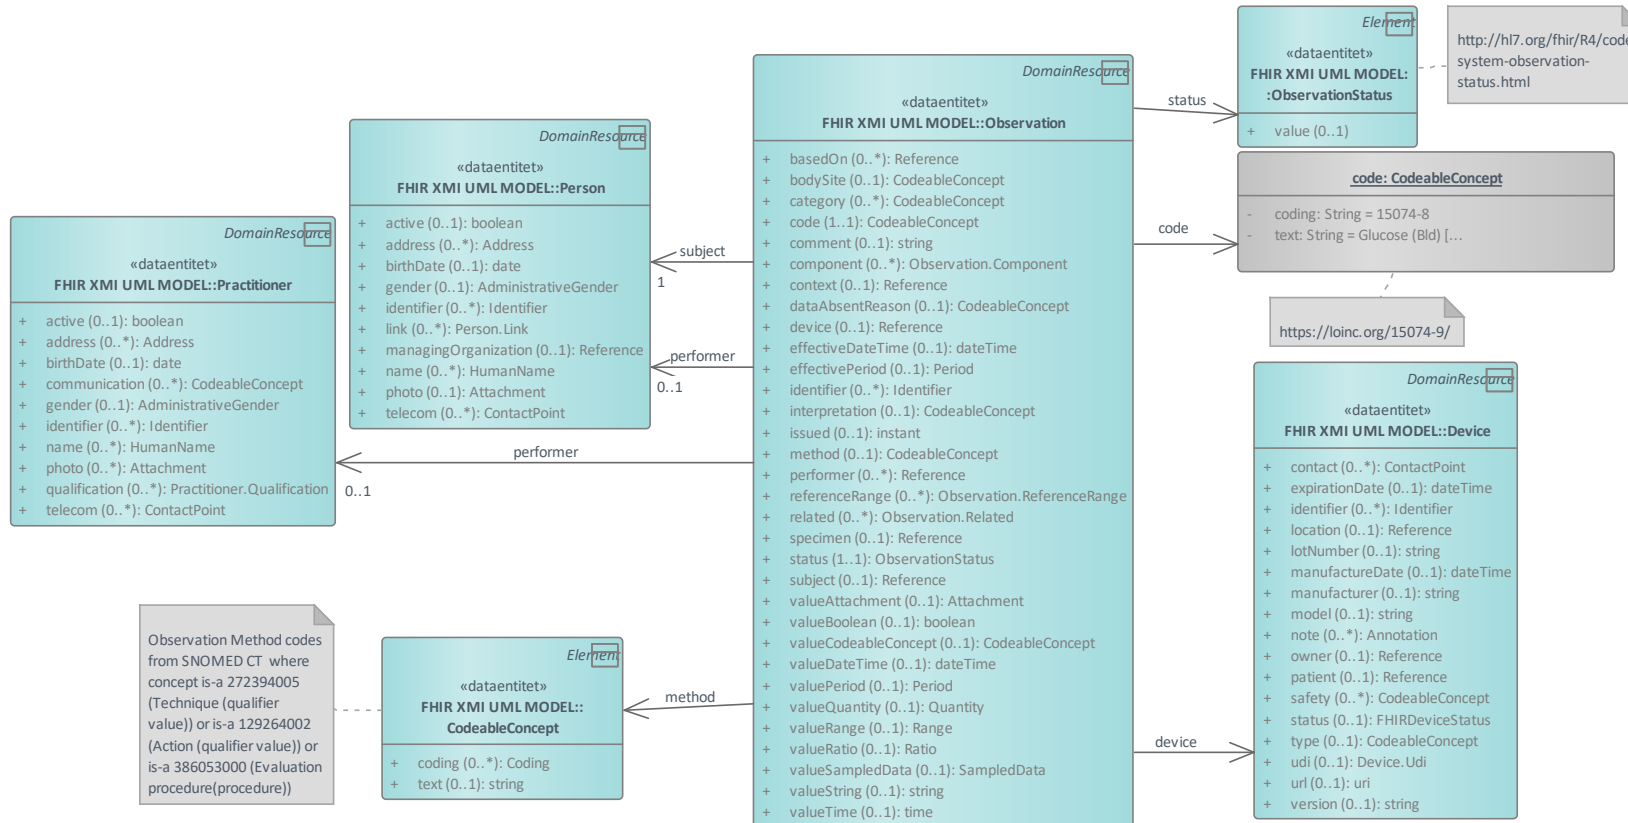 DomainResource
«dataentitet»
FHIR XMI UML MODEL::Practitioner
+ active (0..1): boolean
+ address (0..*): Address
+ birthDate (0..1): date
+ communication (0..*): CodeableConcept
+ gender (0..1): AdministrativeGender
+ identifier (0..*): Identifier
+ name (0..*): HumanName
+ photo (0..*): Attachment
+ qualification (0..*): Practitioner.Qualification
+ telecom (0..*): ContactPoint
DomainResource
«dataentitet»
FHIR XMI UML MODEL::Person
+ active (0..1): boolean
+ address (0..*): Address
+ birthDate (0..1): date
+ gender (0..1): AdministrativeGender
+ identifier (0..*): Identifier
+ link (0..*): Person.Link
+ managingOrganization (0..1): Reference
+ name (0..*): HumanName
+ photo (0..1): Attachment
+ telecom (0..*): ContactPoint
subject
1
performer
0..1
performer
0..1
DomainResource
«dataentitet»
FHIR XMI UML MODEL::Observation
+ basedOn (0..*): Reference
+ bodySite (0..1): CodeableConcept
+ category (0..*): CodeableConcept
+ code (1..1): CodeableConcept
+ comment (0..1): string
+ component (0..*): Observation.Component
+ context (0..1): Reference
+ dataAbsentReason (0..1): CodeableConcept
+ device (0..1): Reference
+ effectiveDateTime (0..1): dateTime
+ effectivePeriod (0..1): Period
+ identifier (0..*): Identifier
+ interpretation (0..1): CodeableConcept
+ issued (0..1): instant
+ method (0..1): CodeableConcept
+ performer (0..*): Reference
+ referenceRange (0..*): Observation.ReferenceRange
+ related (0..*): Observation.Related
+ specimen (0..1): Reference
+ status (1..1): ObservationStatus
+ subject (0..1): Reference
+ valueAttachment (0..1): Attachment
+ valueBoolean (0..1): boolean
+ valueCodeableConcept (0..1): CodeableConcept
+ valueDateTime (0..1): dateTime
+ valuePeriod (0..1): Period
+ valueQuantity (0..1): Quantity
+ valueRange (0..1): Range
+ valueRatio (0..1): Ratio
+ valueSampledData (0..1): SampledData
+ valueString (0..1): string
+ valueTime (0..1): time
status
Element
«dataentitet»
FHIR XMI UML MODEL:
:ObservationStatus
+ value (0..1)
http://hl7.org/fhir/R4/code
system-observation-
status.html
code
code: CodeableConcept
- coding: String = 15074-8
- text: String = Glucose (Bld) [...
https://loinc.org/15074-9/
device
DomainResource
«dataentitet»
FHIR XMI UML MODEL::Device
+ contact (0..*): ContactPoint
+ expirationDate (0..1): dateTime
+ identifier (0..*): Identifier
+ location (0..1): Reference
+ lotNumber (0..1): string
+ manufactureDate (0..1): dateTime
+ manufacturer (0..1): string
+ model (0..1): string
+ note (0..*): Annotation
+ owner (0..1): Reference
+ patient (0..1): Reference
+ safety (0..*): CodeableConcept
+ status (0..1): FHIRDeviceStatus
+ type (0..1): CodeableConcept
+ udi (0..1): Device.Udi
+ url (0..1): uri
+ version (0..1): string
method
Element
«dataentitet»
FHIR XMI UML MODEL::
CodeableConcept
+ coding (0..*): Coding
+ text (0..1): string
Observation Method codes
from SNOMED CT where
concept is-a 272394005
(Technique (qualifier
value)) or is-a 129264002
(Action (qualifier value)) or
is-a 386053000 (Evaluation
procedure(procedure))